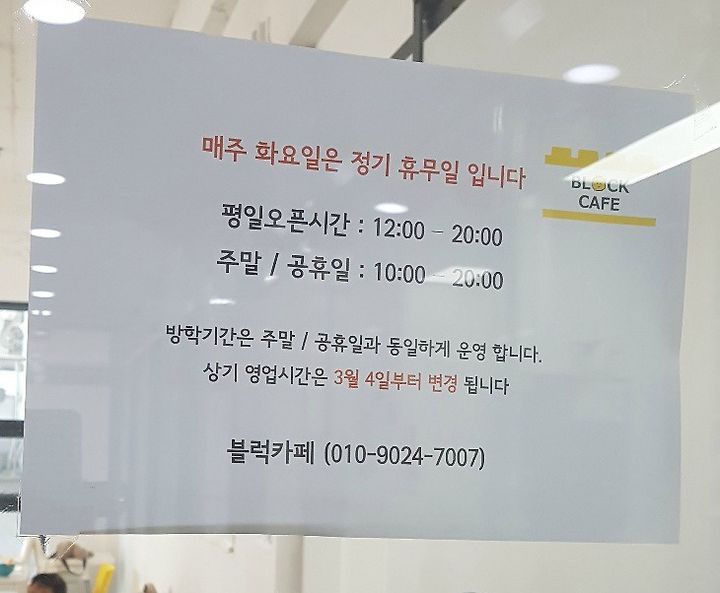 매주 화요일은 정기 휴무일 입니다
BLOCK
CAFE
평일오픈시간 : 12:00 - 20:00
주말 / 공휴일 : 10:00 - 20:00
방학기간은 주말 / 공휴일과 동일하게 운영 합니다.
상기 영업시간은 3월 4일부터 변경 됩니다
블럭카페 (010-9024-7007)